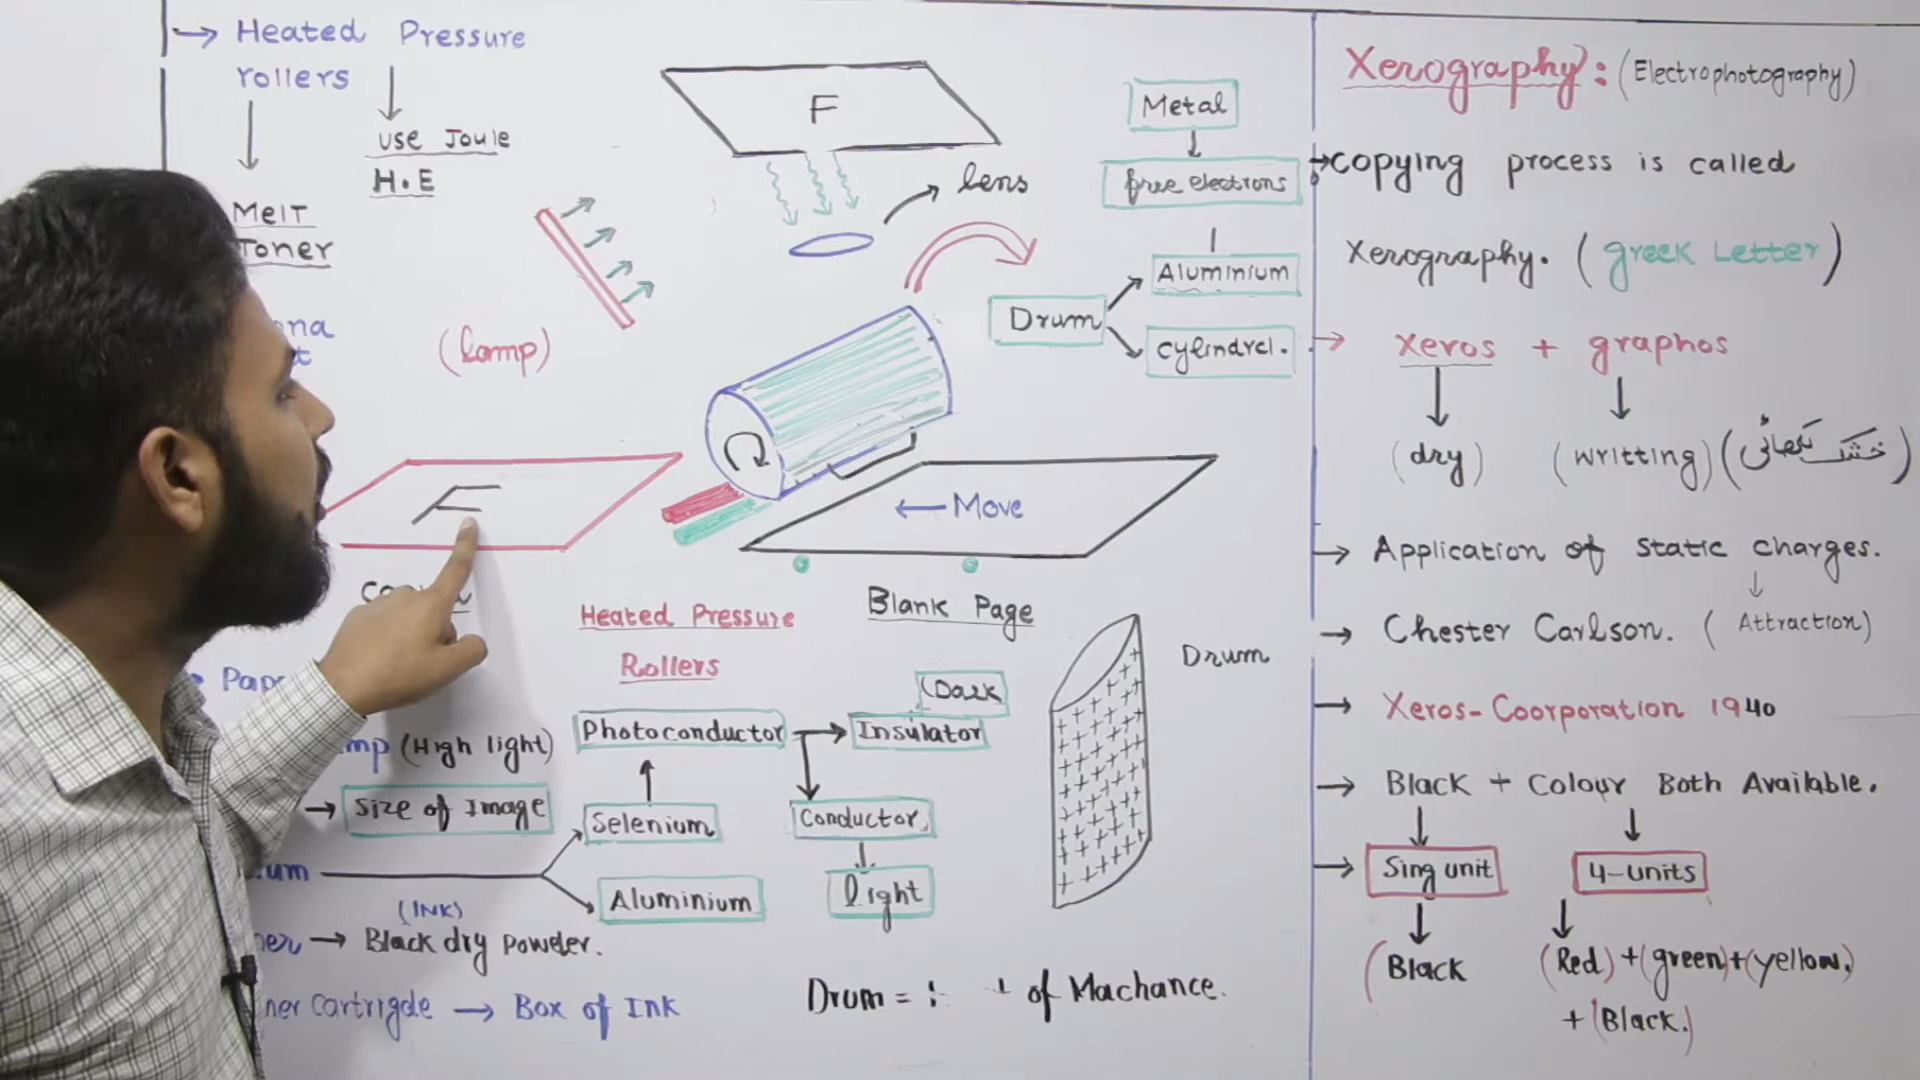 → Heated Pressure
rollers
use Joule
H.E
Melt
Toner
(lamp)
F
lens
Metal
free electrons
Aluminium
Drum
cylindrcl.
← Move
Heated Pressure
Rollers
Blank Page
Drum
(High light)
→ Size of Image
Photoconductor
Insulator
(Dark
Selenium
Conductor
Aluminium
light
(INK)
→ Black dry Powder.
Cartrigde → Box of Ink
Drum = of Machance.
Xerography: (Electrophotography)
→ copying process is called
Xerography. (greek Letter)
→ xeros + graphos
(dry) (writting) (خشک لکھائی)
→ Application of static charges.
→ Chester Carlson. (Attraction)
→ Xeros-Coorporation 1940
→ Black + Colour Both Available.
→ Sing unit 4-units
(Black (Red)+(green)+(yellow.)
+ (Black.)